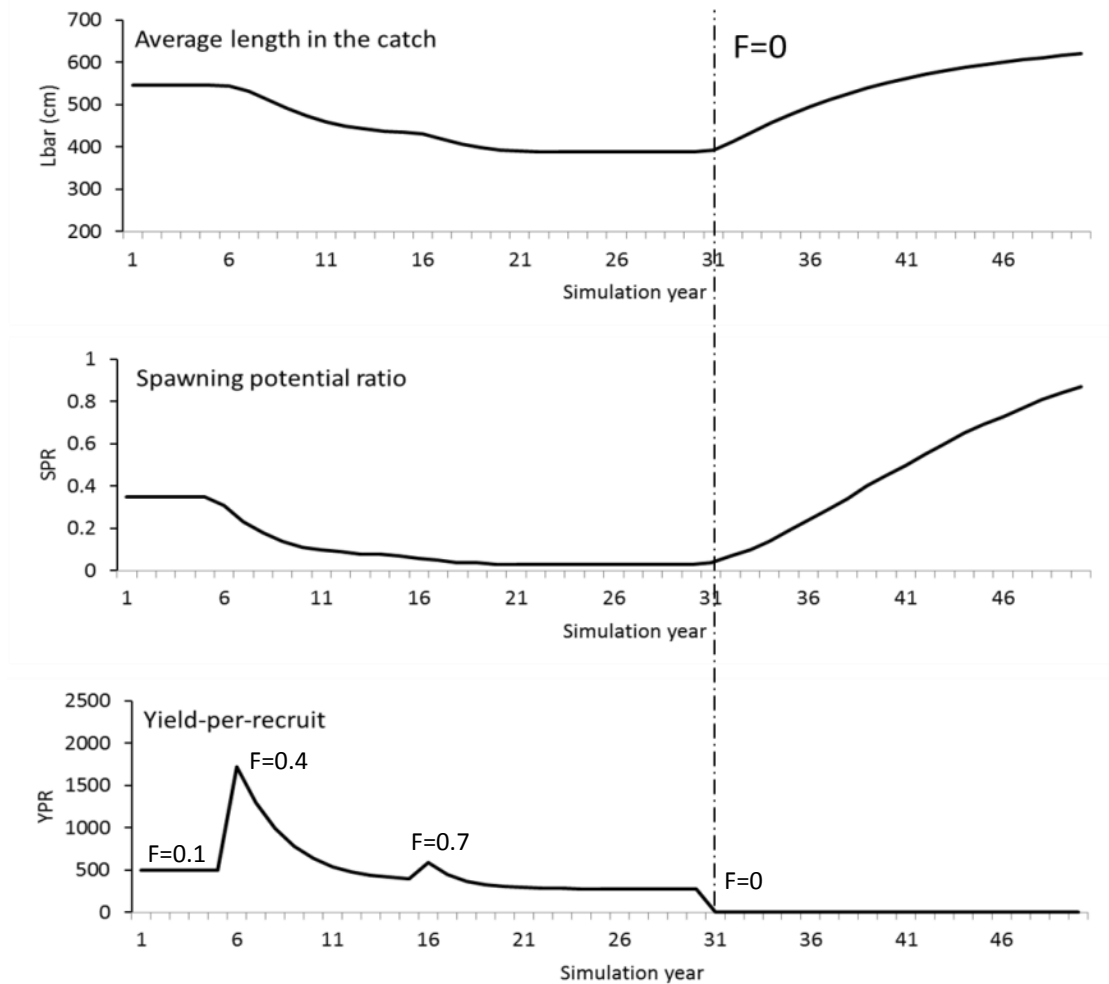 700
Average length in the catch
F=0
600
500
400
300
200
Lbar (cm)
1 6 11 16 21 26 31 36 41 46
Simulation year
1
Spawning potential ratio
0.8
0.6
0.4
0.2
0
SPR
1 6 11 16 21 26 31 36 41 46
Simulation year
2500
Yield-per-recruit
2000
F=0.4
1500
1000
F=0.7
F=0.1
500
F=0
0
YPR
1 6 11 16 21 26 31 36 41 46
Simulation year